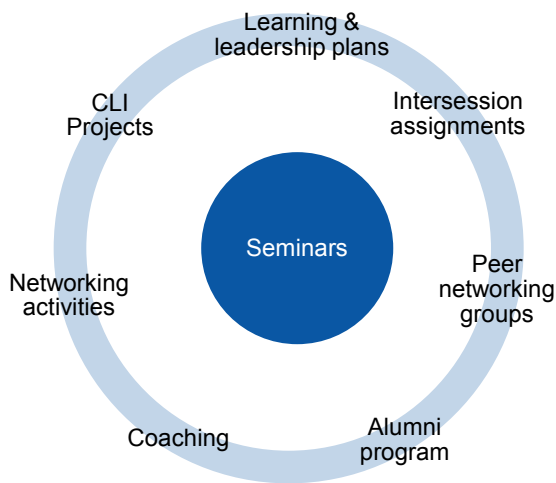 Learning &
leadership plans
Intersession
assignments
Peer
networking
groups
Alumni
program
Coaching
Networking
activities
CLI
Projects
Seminars